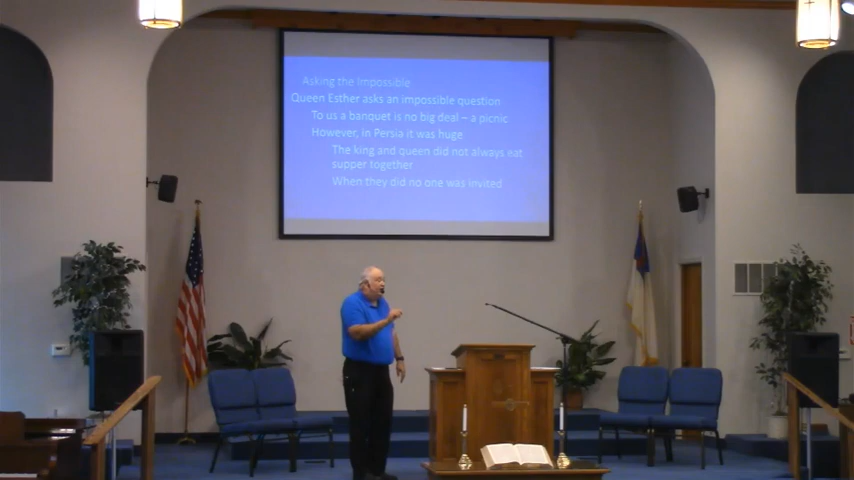 Asking the Impossible
Queen Esther asks an impossible question
To us a banquet is no big deal – a picnic
However, in Persia it was huge
The king and queen did not always eat
supper together
When they did no one was invited